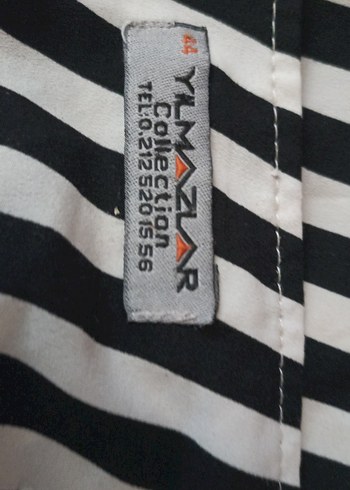 44
YILMAZLAR
Collection
TEL:0.212 520 15 56